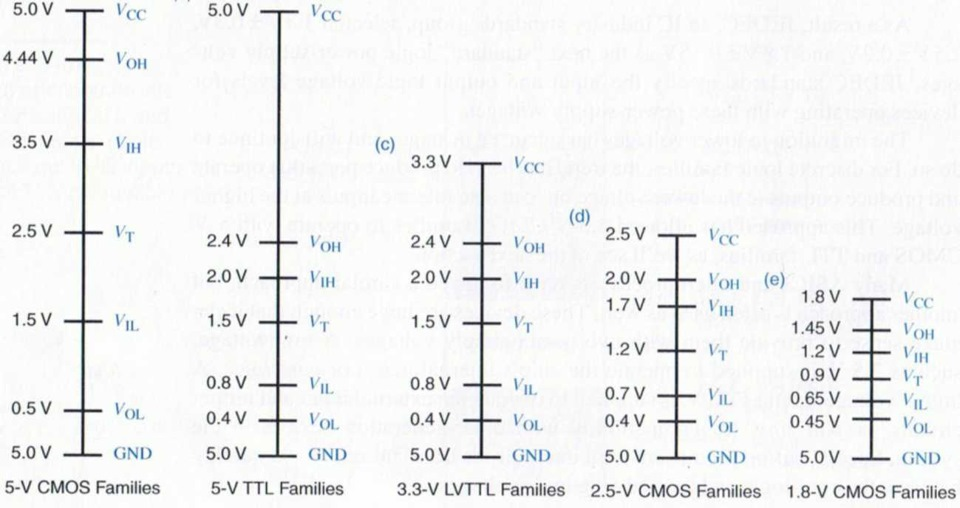 5.0 V VCC
4.44 V VOH
3.5 V VIH
2.5 V VT
1.5 V VIL
0.5 V VOL
5.0 V GND
5-V CMOS Families
5.0 V VCC
2.4 V VOH
2.0 V VIH
1.5 V VT
0.8 V VIL
0.4 V VOL
5.0 V GND
5-V TTL Families
(c)
3.3 V VCC
2.4 V VOH
2.0 V VIH
1.5 V VT
0.8 V VIL
0.4 V VOL
5.0 V GND
3.3-V LVTTL Families
(d)
2.5 V VCC
2.0 V VOH
1.7 V VIH
1.2 V VT
0.7 V VIL
0.4 V VOL
5.0 V GND
2.5-V CMOS Families
(e)
1.8 V VCC
1.45 V VOH
1.2 V VIH
0.9 V VT
0.65 V VIL
0.45 V VOL
5.0 V GND
1.8-V CMOS Families